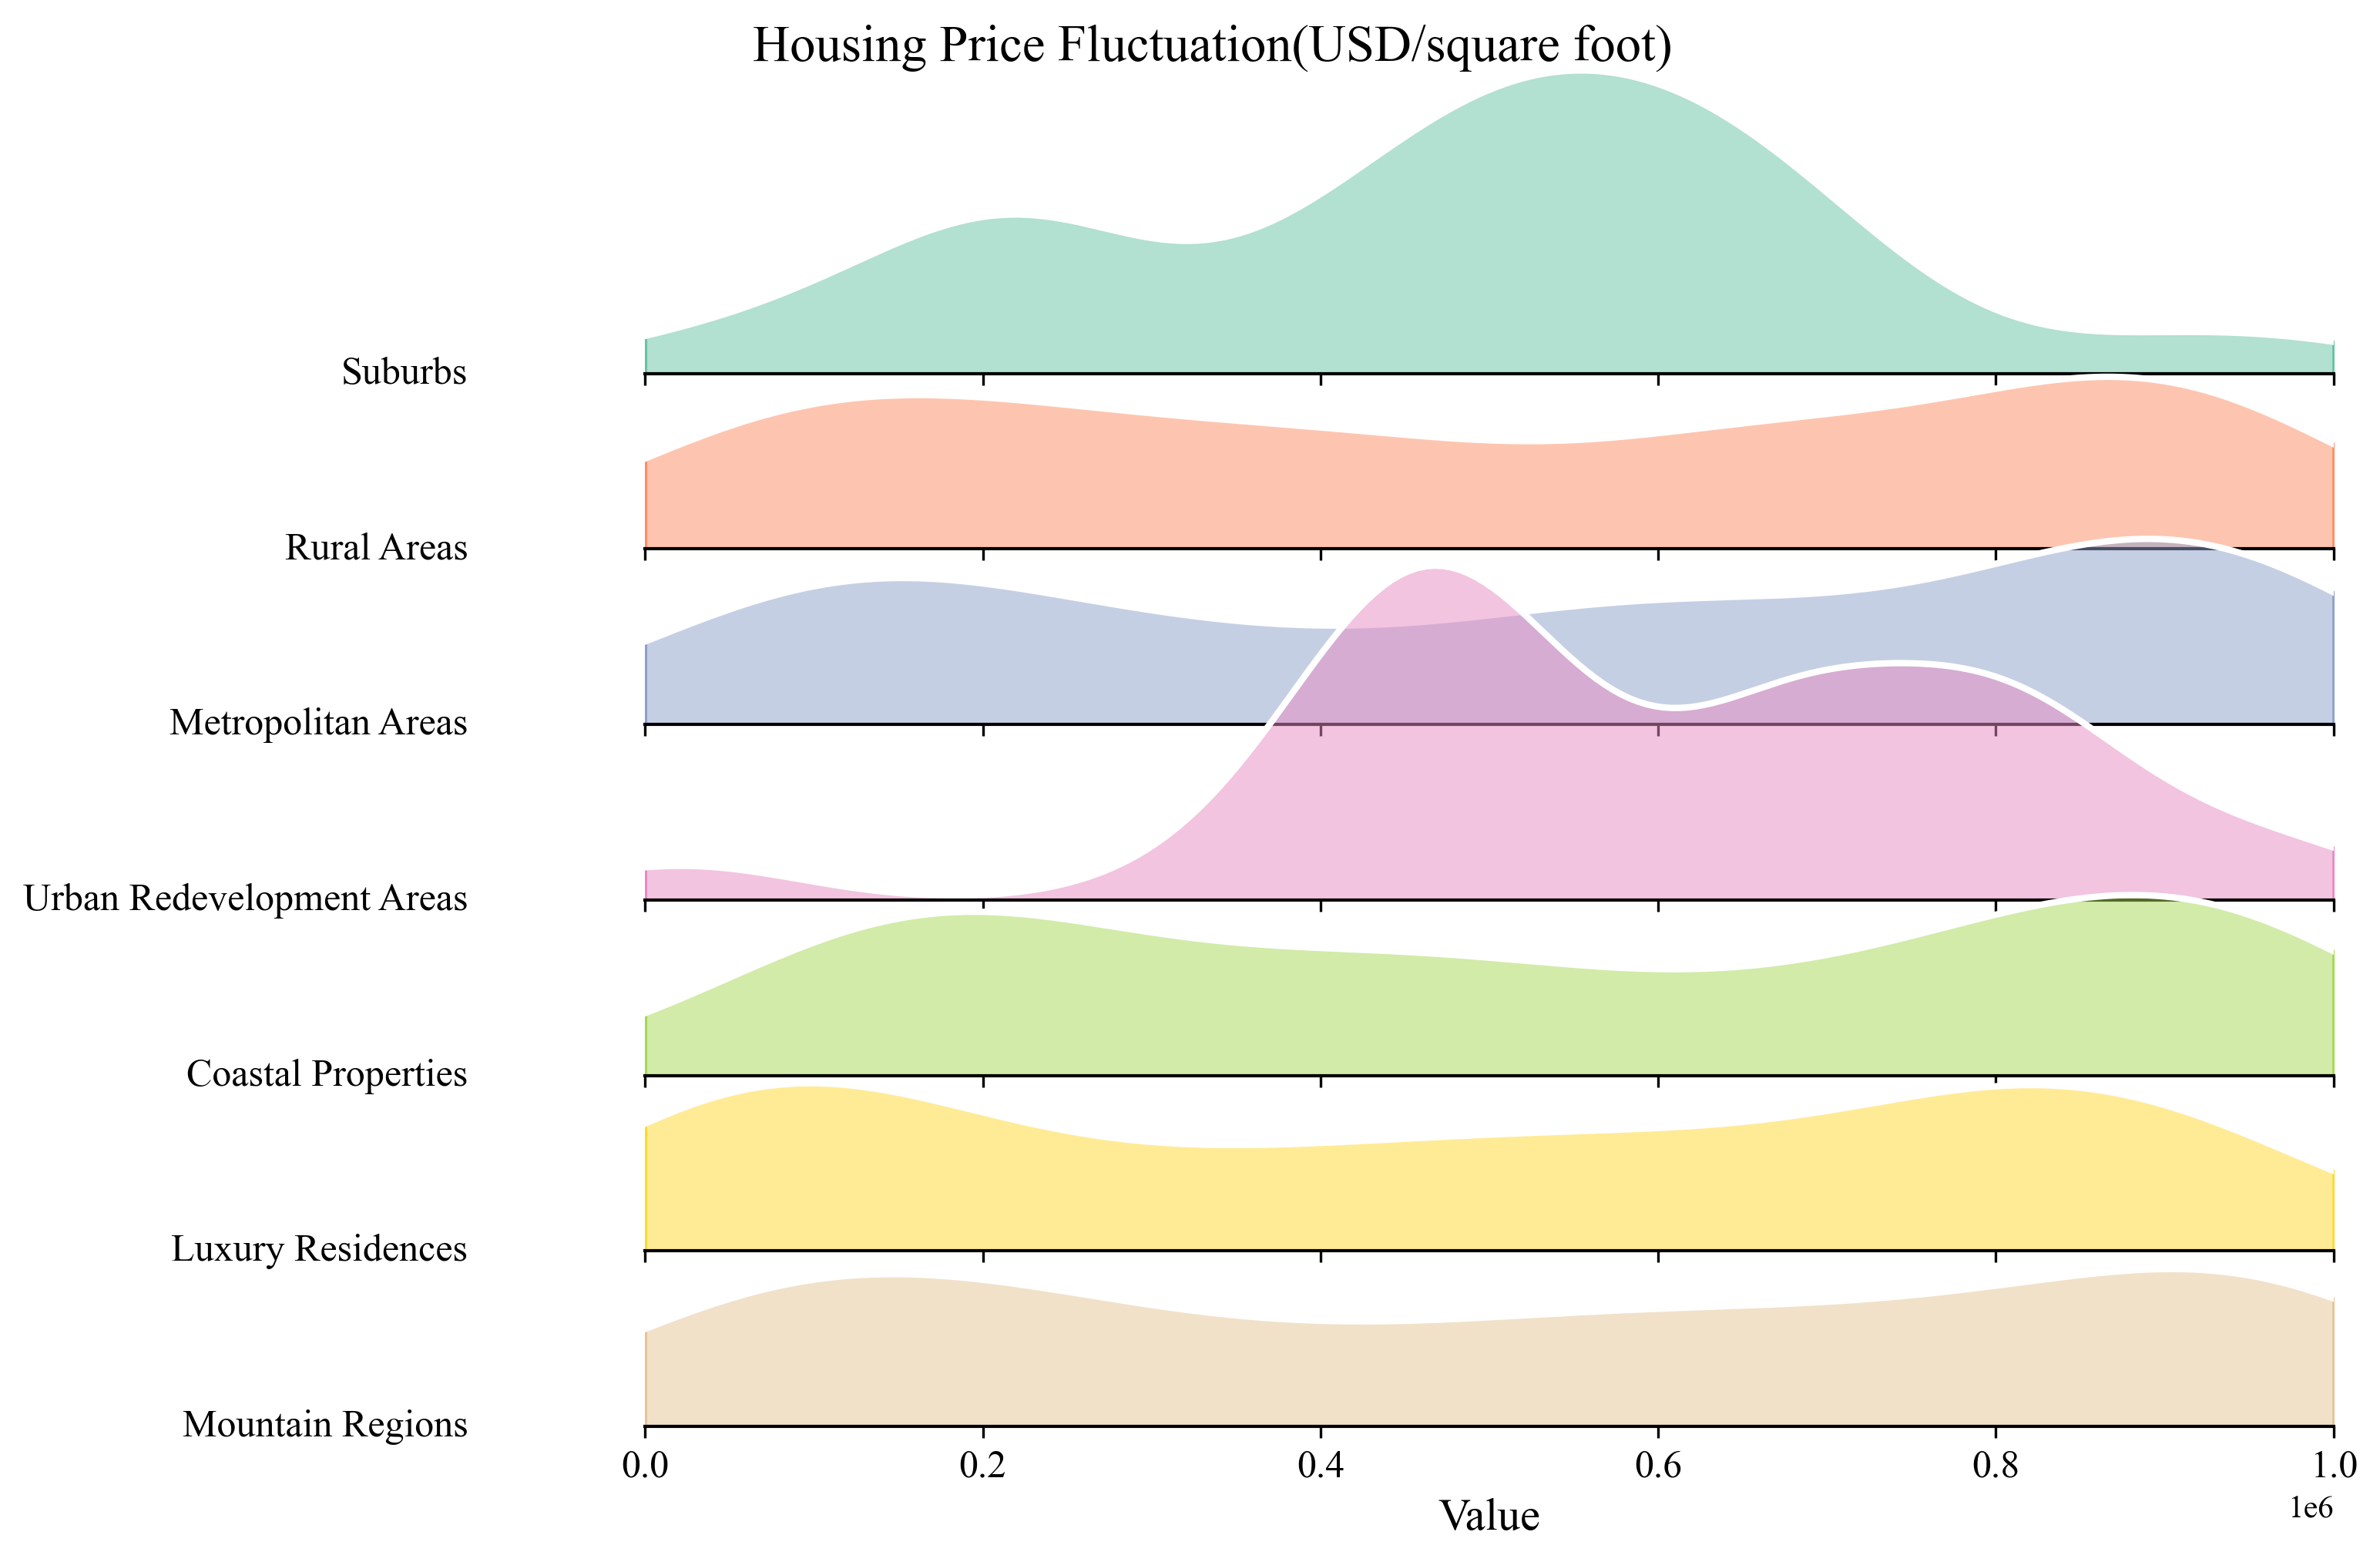 Housing Price Fluctuation(USD/square foot)
Suburbs
Rural Areas
Metropolitan Areas
Urban Redevelopment Areas
Coastal Properties
Luxury Residences
Mountain Regions
0.0 0.2 0.4 0.6 0.8 1.0
1e6
Value